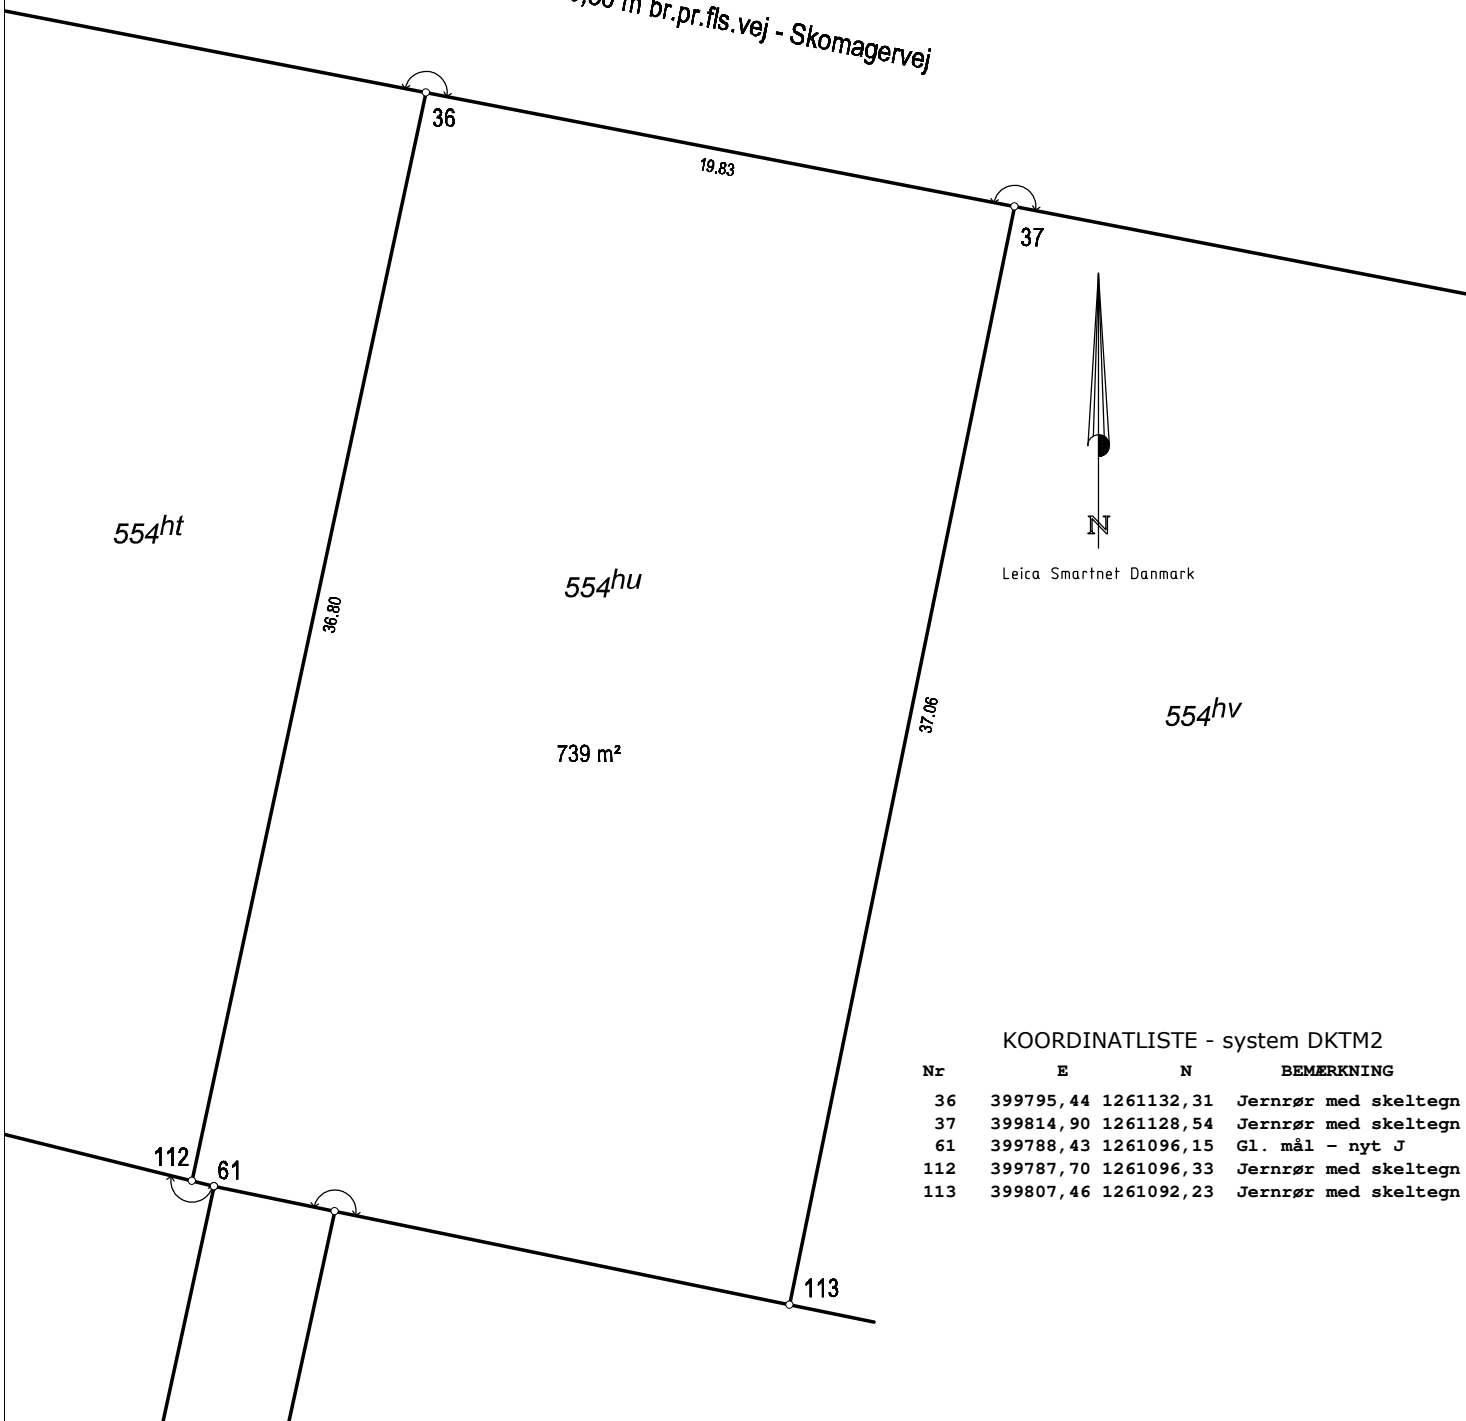 m br.pr.fls.vej - Skomagervej
36
19.83
37
N
Leica Smartnet Danmark
554ht
554hu
36.80
37.06
554hv
739 m²
KOORDINATLISTE - system DKTM2
Nr E N BEMÆRKNING
36 399795,44 1261132,31 Jernrør med skeltegn
37 399814,90 1261128,54 Jernrør med skeltegn
61 399788,43 1261096,15 Gl. mål - nyt J
112 399787,70 1261096,33 Jernrør med skeltegn
113 399807,46 1261092,23 Jernrør med skeltegn
112
61
113